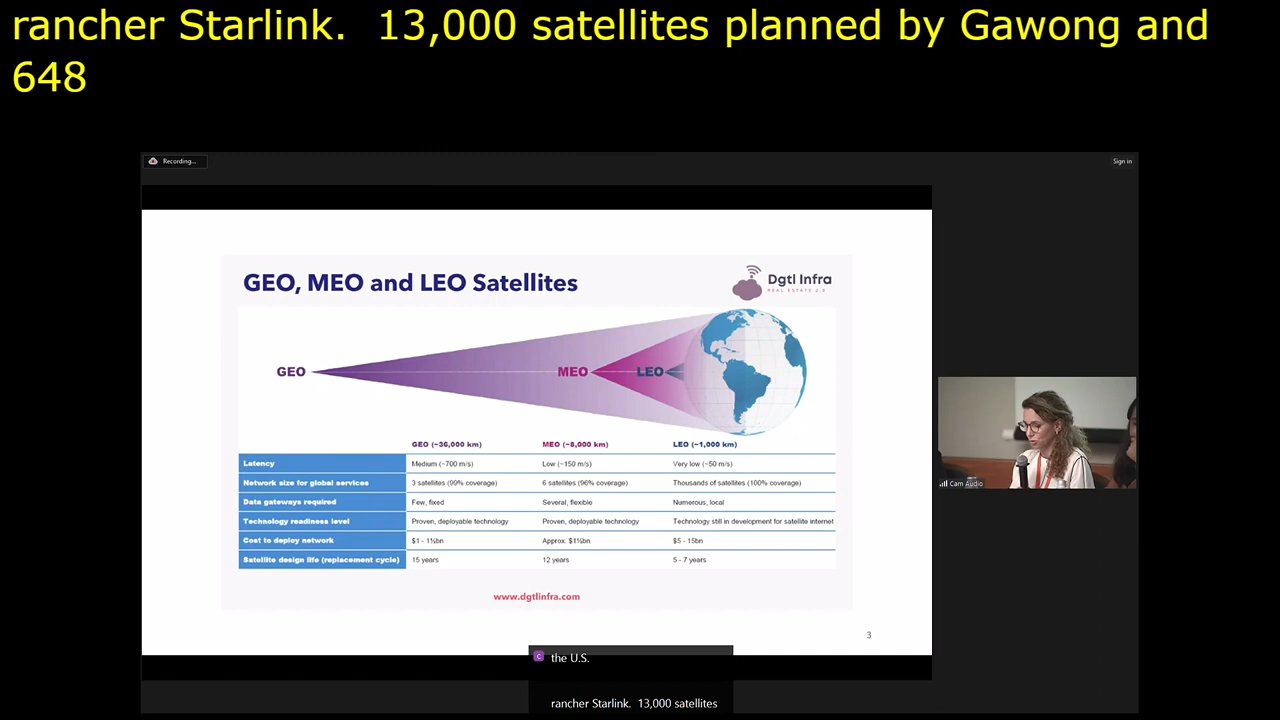 rancher Starlink.  13,000 satellites planned by Gawong and
648
Recording...
Sign in
GEO, MEO and LEO Satellites
Dgtl Infra
REAL ESTATE 2.0
GEO
MEO
LEO
GEO (~36,000 km) MEO (~8,000 km) LEO (~1,000 km)
Latency Medium (~700 m/s) Low (~150 m/s) Very low (~50 m/s)
Network size for global services 3 satellites (99% coverage) 6 satellites (96% coverage) Thousands of satellites (100% coverage)
Data gateways required Few, fixed Several, flexible Numerous, local
Technology readiness level Proven, deployable technology Proven, deployable technology Technology still in development for satellite internet
Cost to deploy network $1 - 1½bn Approx. $1½bn $5 - 15bn
Satellite design life (replacement cycle) 15 years 12 years 5 - 7 years
www.dgtlinfra.com
3
Cam Audio
C the U.S.
rancher Starlink.  13,000 satellites